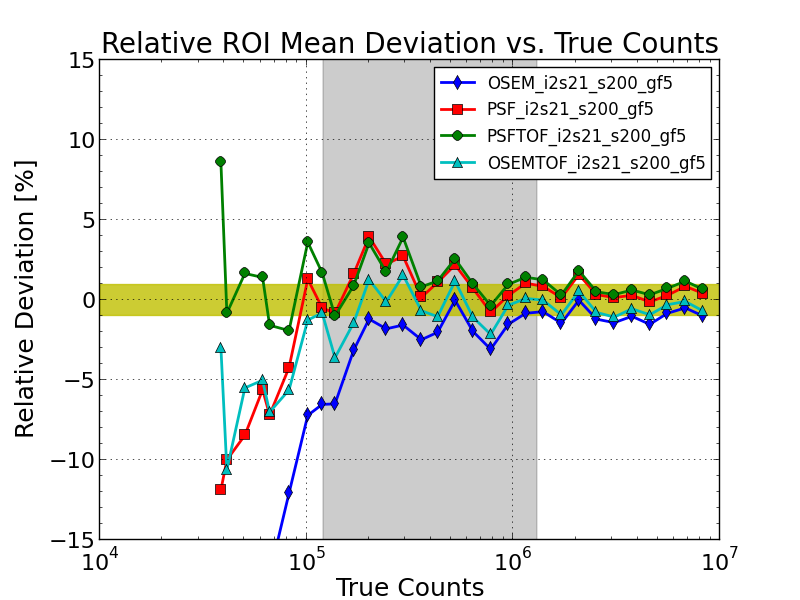 Relative ROI Mean Deviation vs. True Counts
OSEM_i2s21_s200_gf5
PSF_i2s21_s200_gf5
PSFTOF_i2s21_s200_gf5
OSEMTOF_i2s21_s200_gf5
Relative Deviation [%]
15
10
5
0
−5
−10
−15
10⁴ 10⁵ 10⁶ 10⁷
True Counts